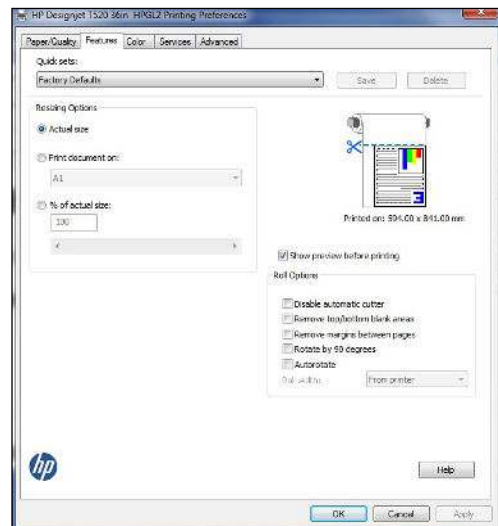 HP Designjet T520 36in HPGL2 Printing Preferences
Paper/Quality Features Color Services Advanced
Quick sets:
Factory Defaults Save Delete
Resizing Options
Actual size
Print document on:
A1
% of actual size:
100
Printed on: 594.00 x 841.00 mm
Show preview before printing
Roll Options
Disable automatic cutter
Remove top/bottom blank areas
Remove margins between pages
Rotate by 90 degrees
Autorotate
From printer
hp
Help
OK Cancel Apply